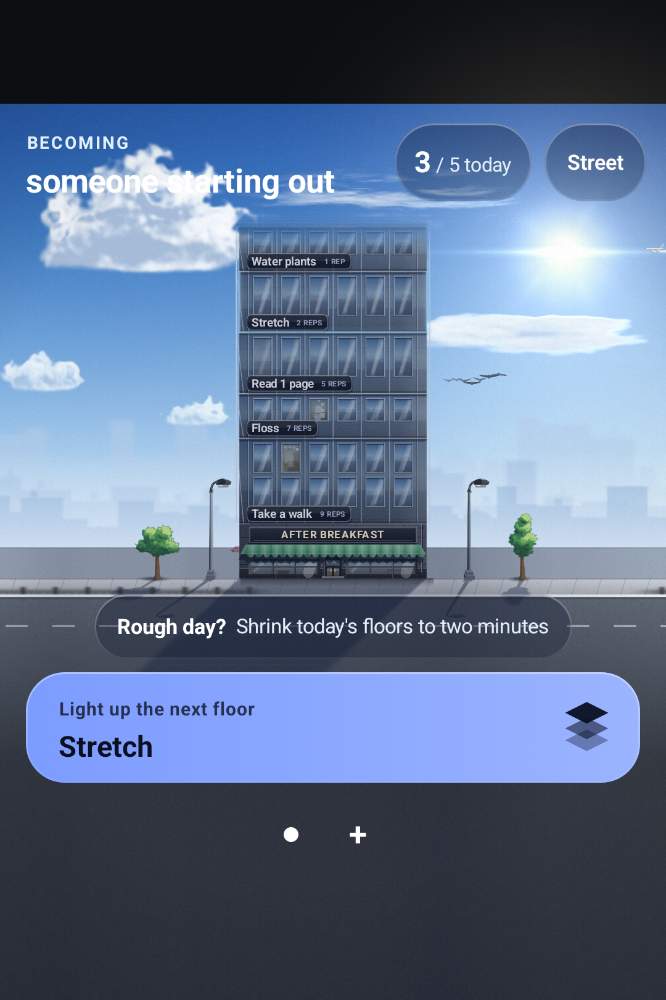 BECOMING
someone starting out
3 / 5 today
Street
Water plants 1 REP
Stretch 2 REPS
Read 1 page 5 REPS
Floss 7 REPS
Take a walk 9 REPS
AFTER BREAKFAST
Rough day? Shrink today's floors to two minutes
Light up the next floor
Stretch